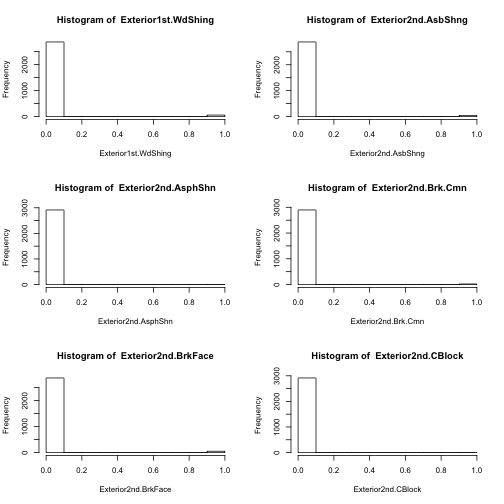 Histogram of Exterior1st.WdShing
Frequency
0 1000 2000
0.0 0.2 0.4 0.6 0.8 1.0
Exterior1st.WdShing
Histogram of Exterior2nd.AsbShng
Frequency
0 1000 2000
0.0 0.2 0.4 0.6 0.8 1.0
Exterior2nd.AsbShng
Histogram of Exterior2nd.AsphShn
Frequency
0 1000 3000
0.0 0.2 0.4 0.6 0.8 1.0
Exterior2nd.AsphShn
Histogram of Exterior2nd.Brk.Cmn
Frequency
0 1000 3000
0.0 0.2 0.4 0.6 0.8 1.0
Exterior2nd.Brk.Cmn
Histogram of Exterior2nd.BrkFace
Frequency
0 1000 2000
0.0 0.2 0.4 0.6 0.8 1.0
Exterior2nd.BrkFace
Histogram of Exterior2nd.CBlock
Frequency
0 1000 3000
0.0 0.2 0.4 0.6 0.8 1.0
Exterior2nd.CBlock